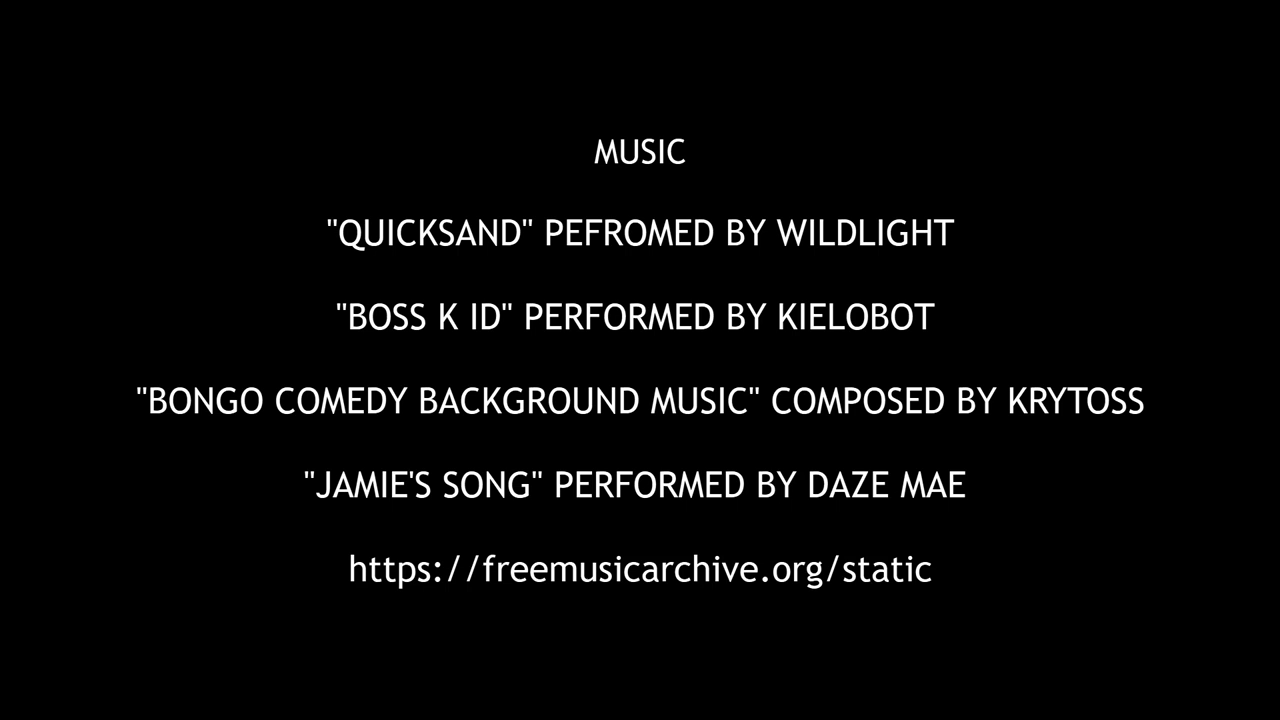 MUSIC
"QUICKSAND" PEFROMED BY WILDLIGHT
"BOSS K ID" PERFORMED BY KIELOBOT
"BONGO COMEDY BACKGROUND MUSIC" COMPOSED BY KRYTOSS
"JAMIE'S SONG" PERFORMED BY DAZE MAE
https://freemusicarchive.org/static